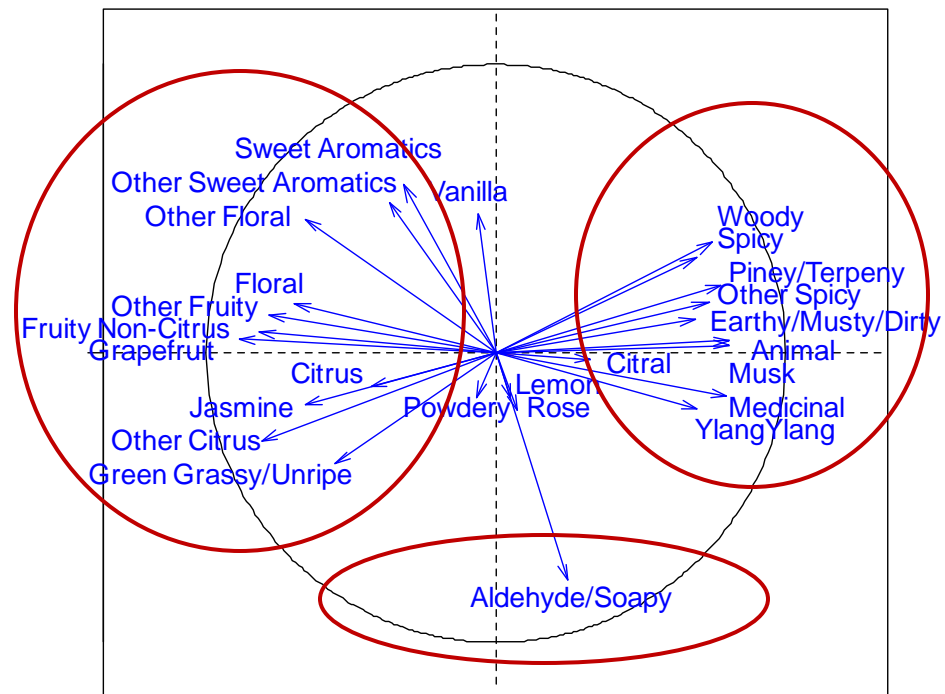 Sweet Aromatics
Other Sweet Aromatics
Vanilla
Other Floral
Woody
Spicy
Floral
Piney/Terpeny
Other Fruity
Other Spicy
Fruity Non-Citrus
Earthy/Musty/Dirty
Grapefruit
Animal
Citrus
Citral
Musk
Lemon
Jasmine
Powdery
Rose
Medicinal
Other Citrus
YlangYlang
Green Grassy/Unripe
Aldehyde/Soapy